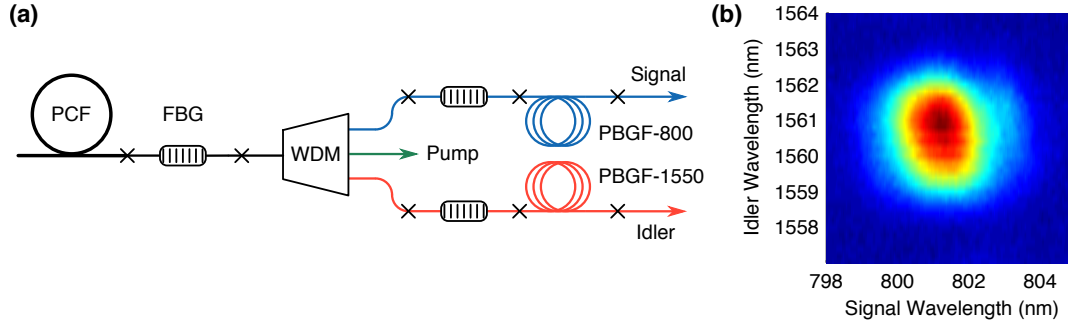 (a)
PCF
FBG
WDM
Signal
PBGF-800
Pump
PBGF-1550
Idler
(b)
Idler Wavelength (nm)
1564
1563
1562
1561
1560
1559
1558
798 800 802 804
Signal Wavelength (nm)